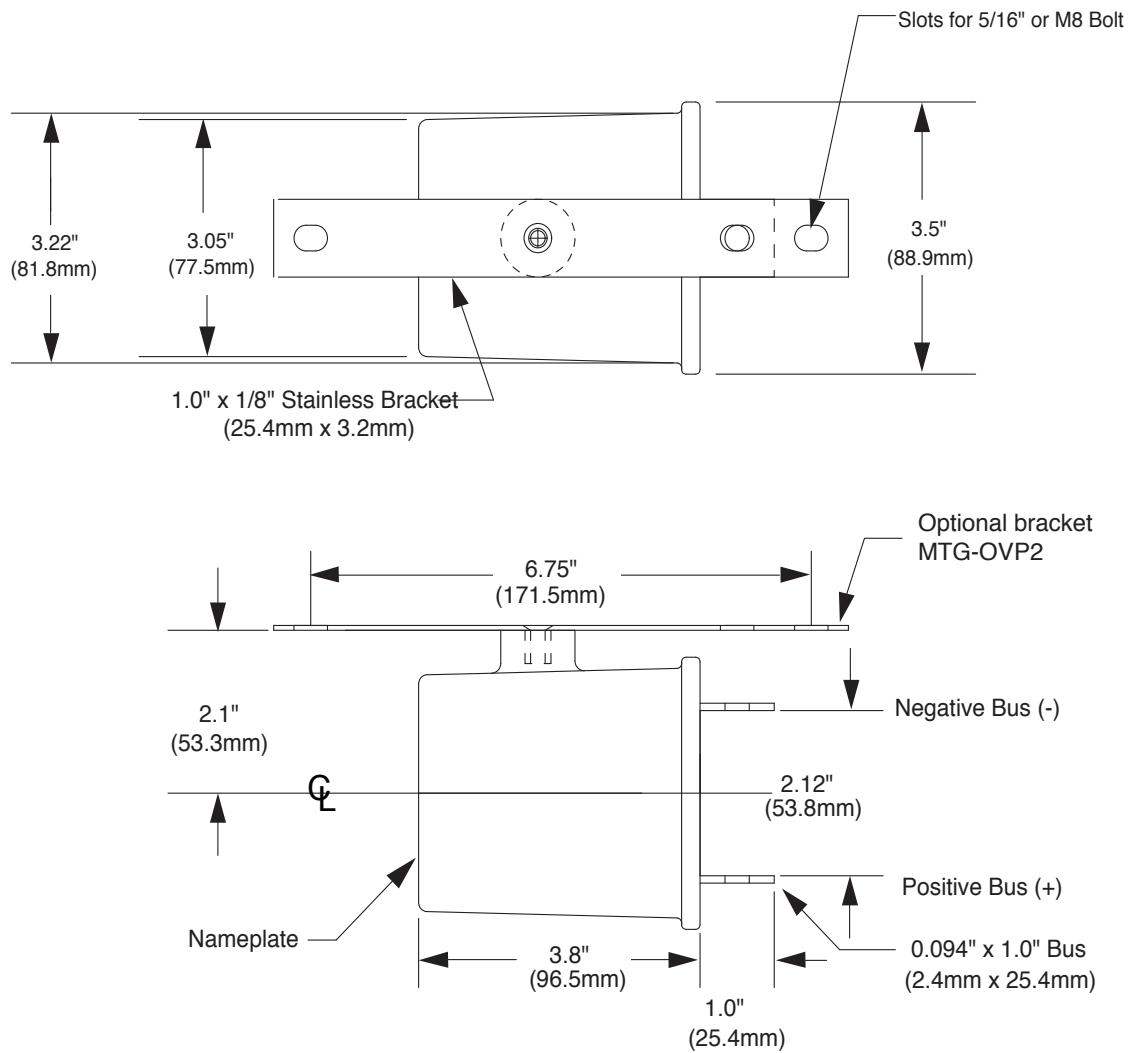 Slots for 5/16" or M8 Bolt
3.22"
(81.8mm)
3.05"
(77.5mm)
3.5"
(88.9mm)
1.0" x 1/8" Stainless Bracket
(25.4mm x 3.2mm)
Optional bracket
MTG-OVP2
6.75"
(171.5mm)
2.1"
(53.3mm)
Negative Bus (-)
CL
2.12"
(53.8mm)
Positive Bus (+)
Nameplate
3.8"
(96.5mm)
0.094" x 1.0" Bus
(2.4mm x 25.4mm)
1.0"
(25.4mm)